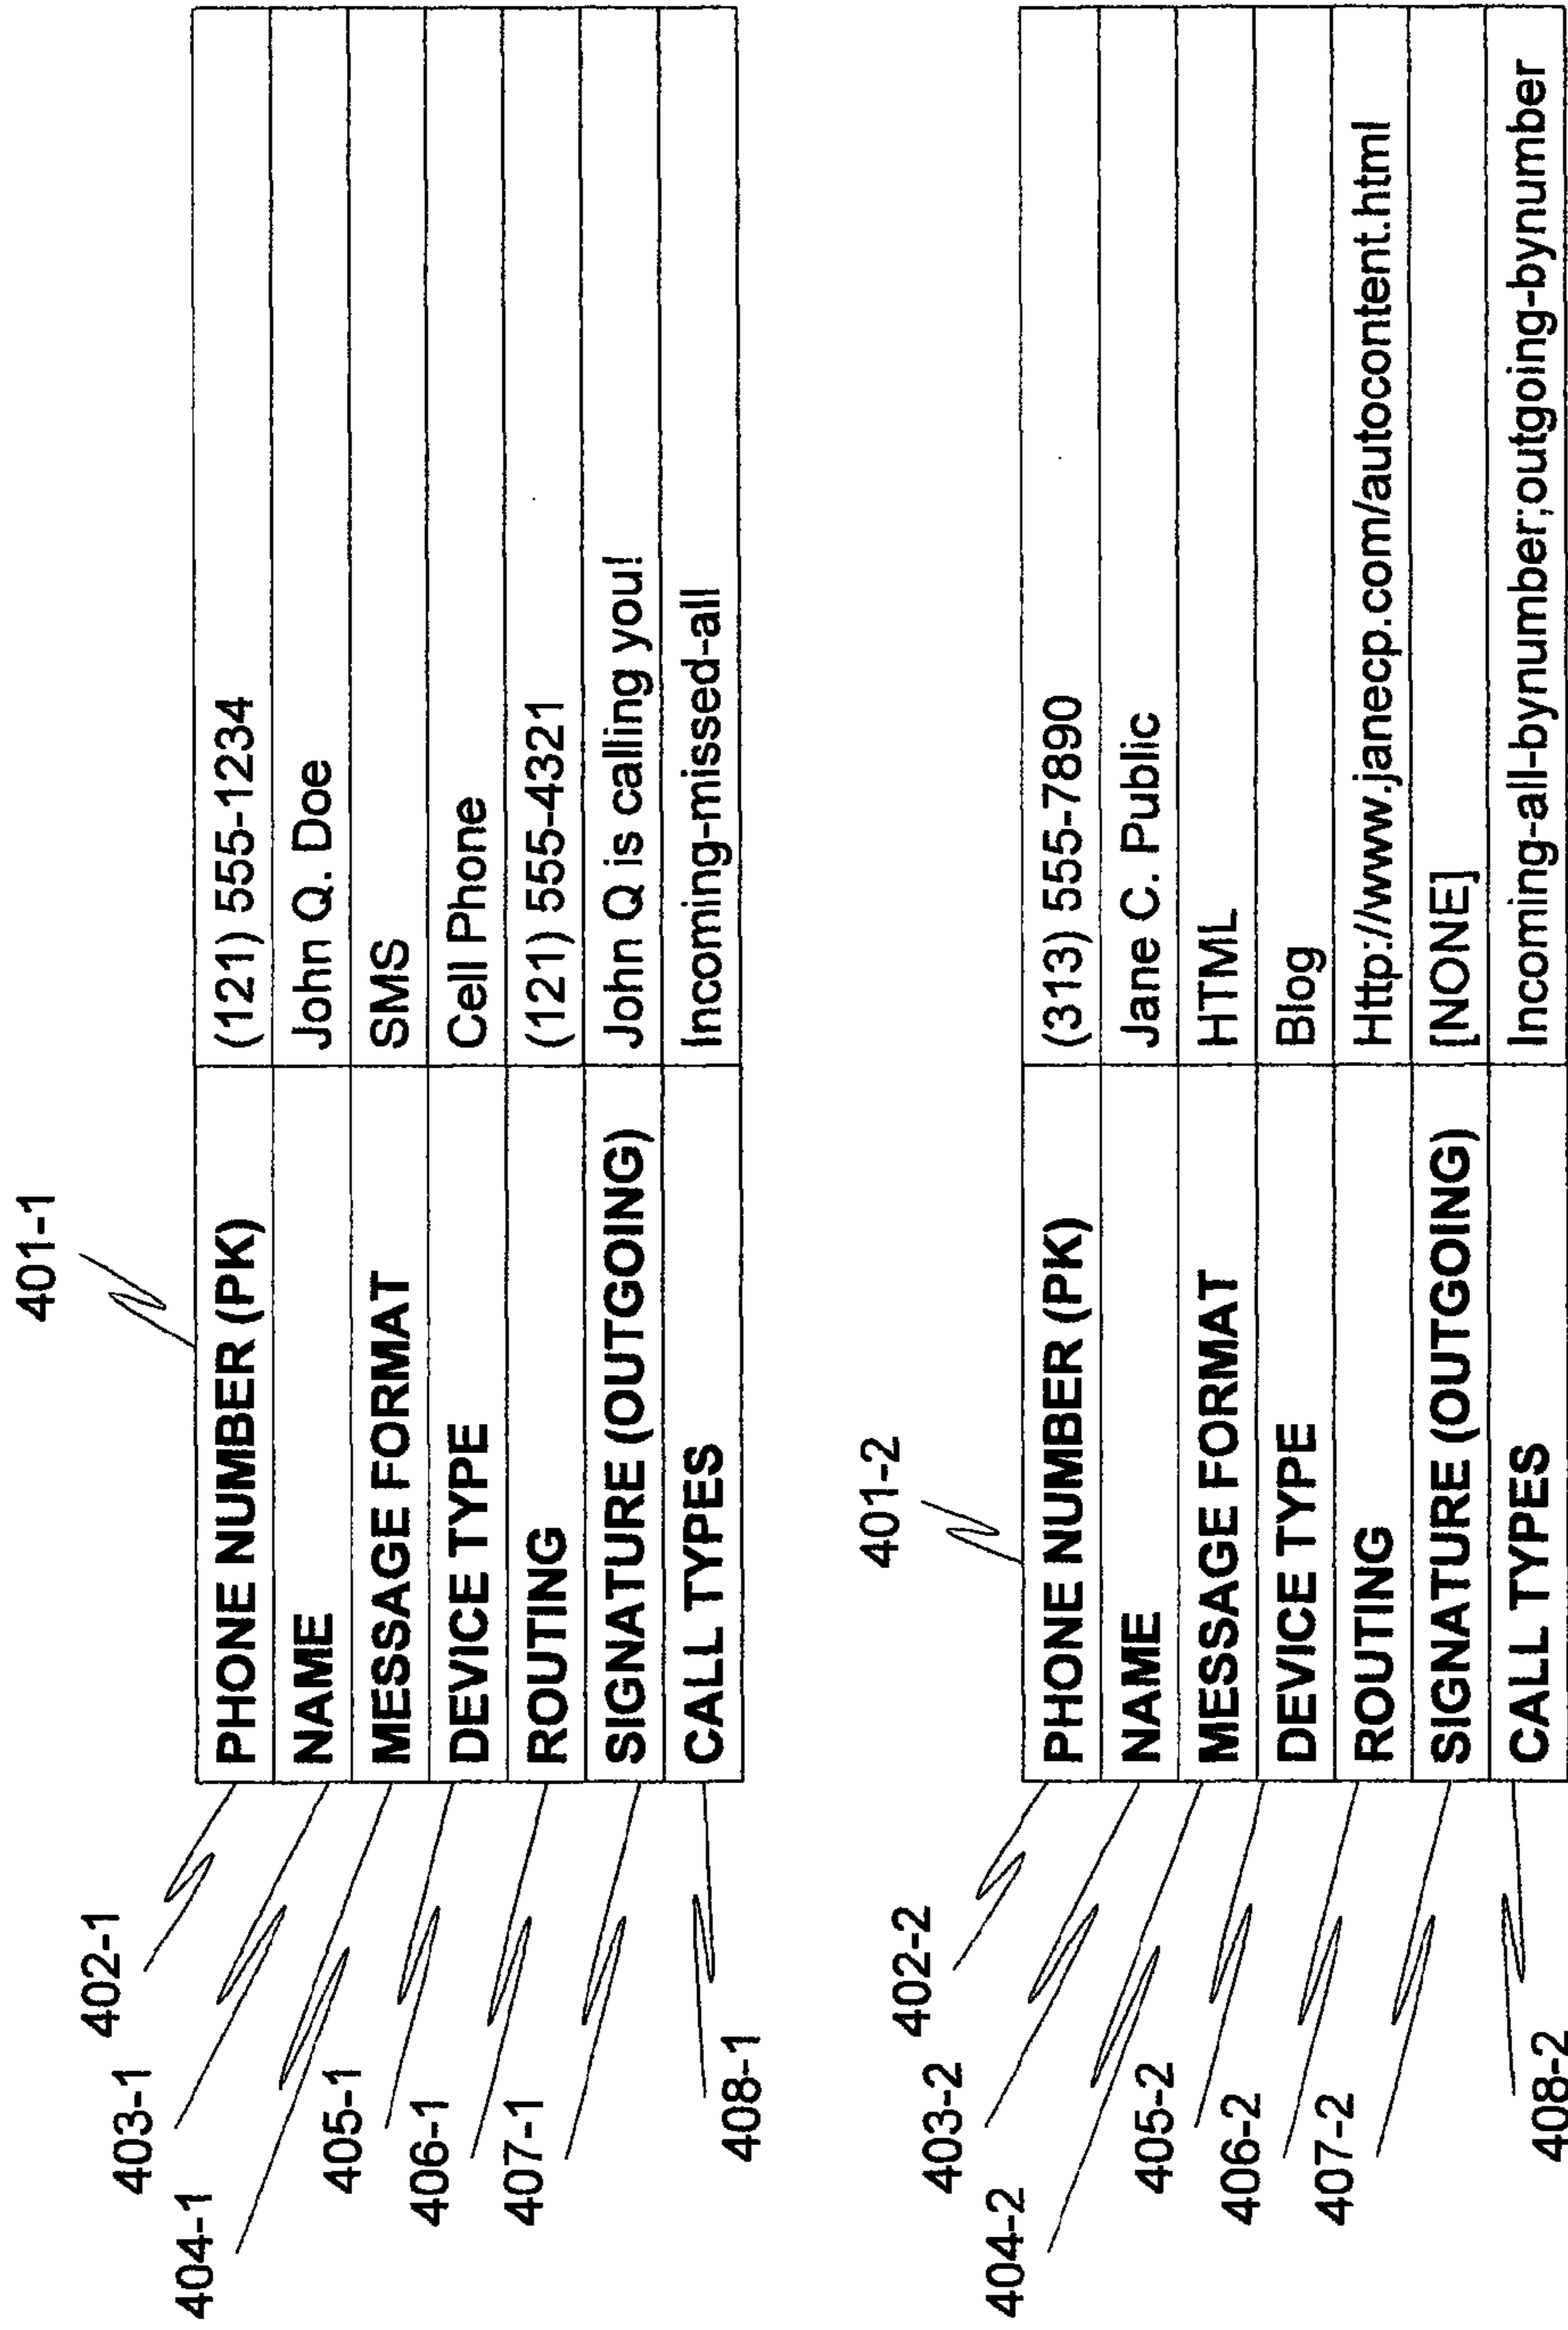 401-1
402-1 PHONE NUMBER (PK) (121) 555-1234
403-1 NAME John Q. Doe
404-1 MESSAGE FORMAT SMS
405-1 DEVICE TYPE Cell Phone
406-1 ROUTING (121) 555-4321
407-1 SIGNATURE (OUTGOING) John Q is calling you!
408-1 CALL TYPES Incoming-missed-all
401-2
402-2 PHONE NUMBER (PK) (313) 555-7890
403-2 NAME Jane C. Public
404-2 MESSAGE FORMAT HTML
405-2 DEVICE TYPE Blog
406-2 ROUTING Http://www.janecp.com/autocontent.html
407-2 SIGNATURE (OUTGOING) [NONE]
408-2 CALL TYPES Incoming-all-bynumber;outgoing-bynumber